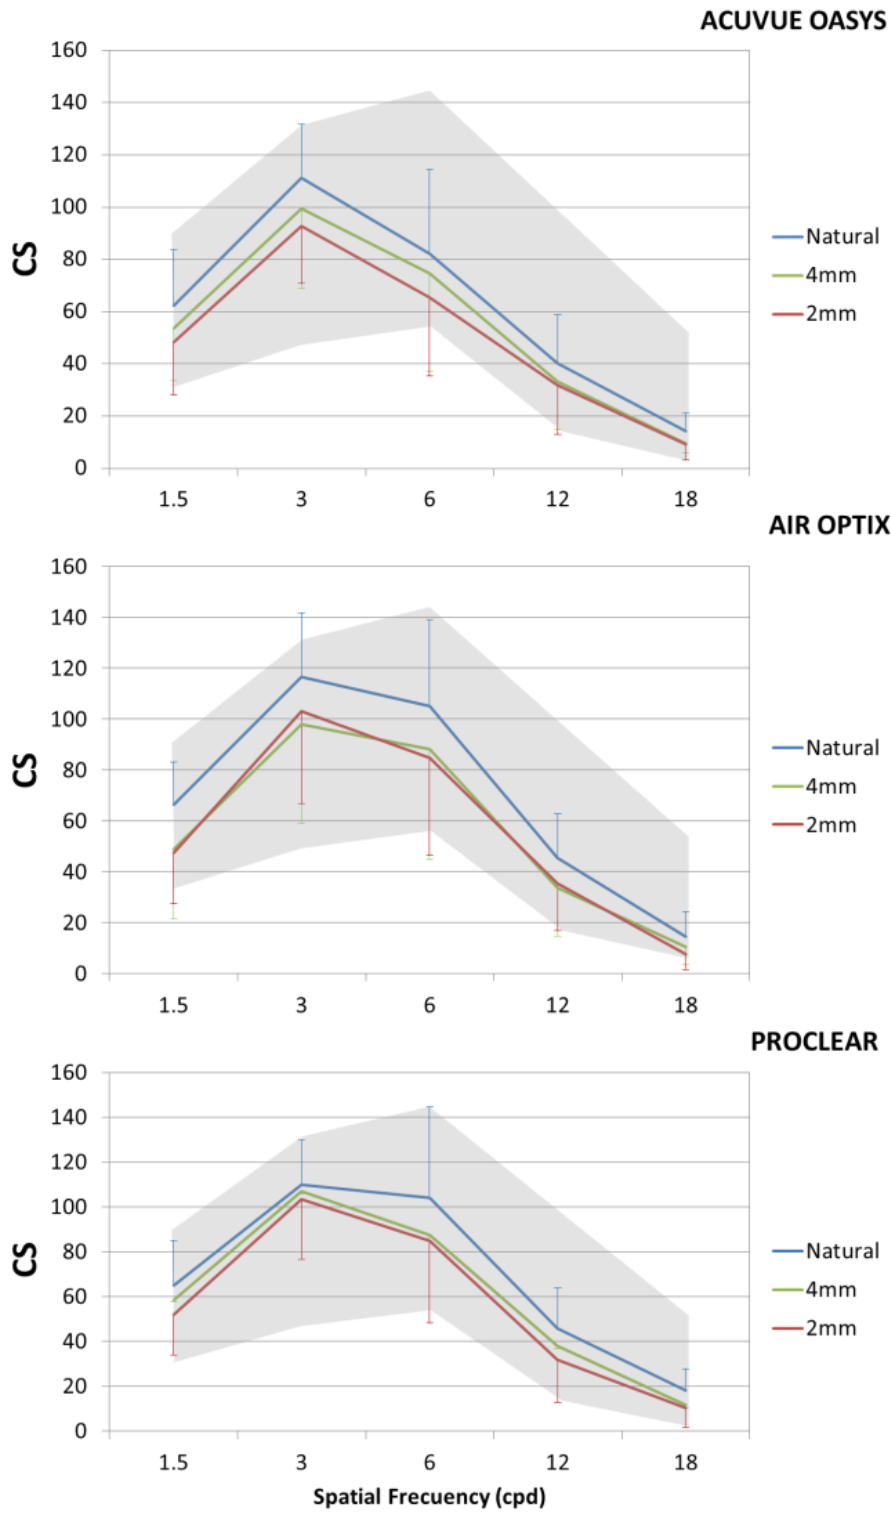 ACUVUE OASYS
160
140
120
100
80
60
40
20
0
CS
1.5 3 6 12 18
Natural
4mm
2mm
AIR OPTIX
160
140
120
100
80
60
40
20
0
CS
1.5 3 6 12 18
Natural
4mm
2mm
PROCLEAR
160
140
120
100
80
60
40
20
0
CS
1.5 3 6 12 18
Natural
4mm
2mm
Spatial Frecuency (cpd)